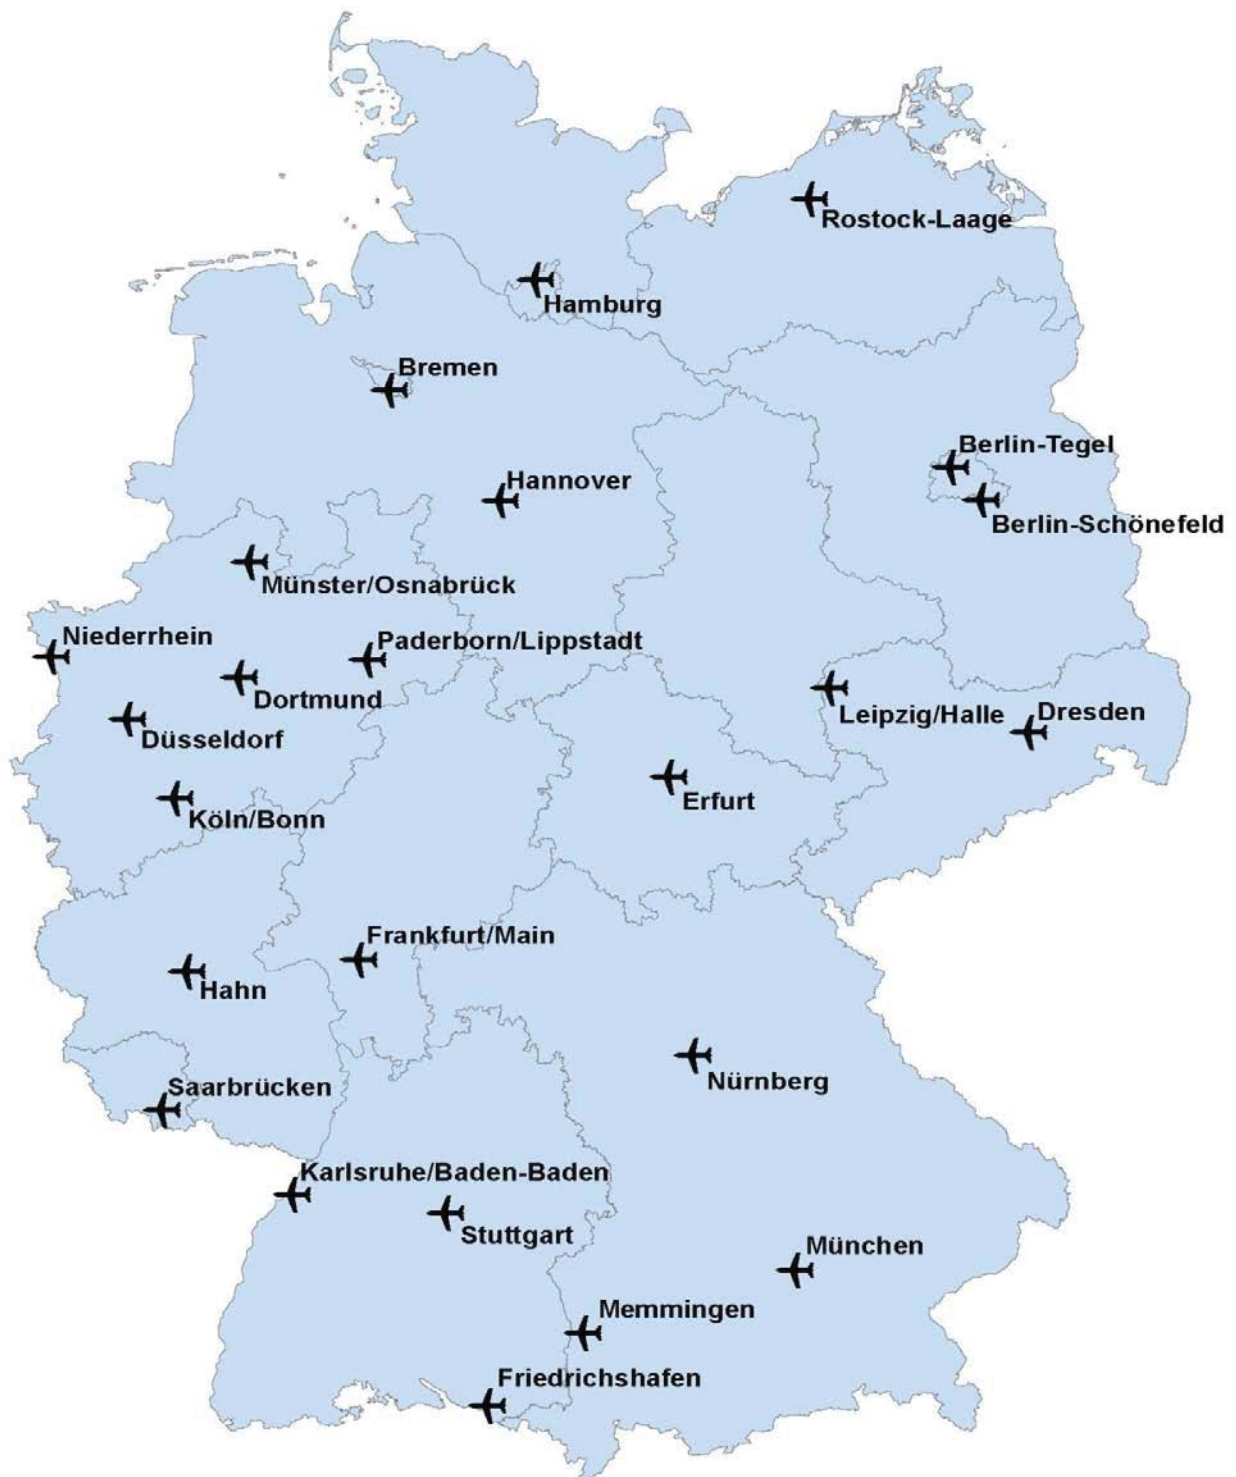 Rostock-Laage
Hamburg
Bremen
Berlin-Tegel
Hannover
Berlin-Schönefeld
Münster/Osnabrück
Niederrhein
Paderborn/Lippstadt
Dortmund
Leipzig/Halle
Dresden
Düsseldorf
Erfurt
Köln/Bonn
Frankfurt/Main
Hahn
Nürnberg
Saarbrücken
Karlsruhe/Baden-Baden
Stuttgart
München
Memmingen
Friedrichshafen